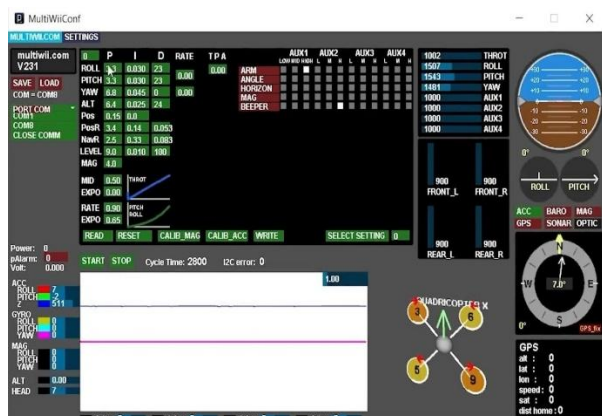 MultiWiiConf
MULTIWII.COM SETTINGS
multiwii.com
V231
SAVE LOAD
COM = COM8
PORT COM
COM1
COM8
CLOSE COMM
0 P I D RATE T P A
ROLL 3.3 0.030 23 0.00
PITCH 3.3 0.030 23 0.00
YAW 6.8 0.045 0 0.00
ALT 6.4 0.025 24
Pos 0.15 0.0
PosR 3.4 0.14 0.053
NavR 2.5 0.33 0.083
LEVEL 9.0 0.010 100
MAG 4.0
MID 0.50 THROT
EXPO 0.00
RATE 0.90 PITCH
EXPO 0.65 ROLL
AUX1 AUX2 AUX3 AUX4
LOW MID HIGH L M H L M H L M H
ARM
ANGLE
HORIZON
MAG
BEEPER
READ RESET CALIB_MAG CALIB_ACC WRITE SELECT SETTING 0
1002 THROT
1507 ROLL
1543 PITCH
1481 YAW
1000 AUX1
1000 AUX2
1000 AUX3
1000 AUX4
900 900
FRONT_L FRONT_R
900 900
REAR_L REAR_R
0° 0°
ROLL PITCH
ACC BARO MAG
GPS SONAR OPTIC
N
W E
S
7.0°
0°
GPS_fix
Power: 0
pAlarm: 0
Volt: 0.000
START STOP Cycle Time: 2800 I2C error: 0
1.00
ACC
ROLL 7
PITCH -2
Z 511
GYRO
ROLL 0
PITCH 0
YAW 0
MAG
ROLL 0
PITCH 0
YAW 0
ALT 0.00
HEAD 7
QUADRICOPTER X
3 6
5 9
GPS
alt : 0
lat : 0
lon : 0
speed : 0
sat : 0
dist home : 0